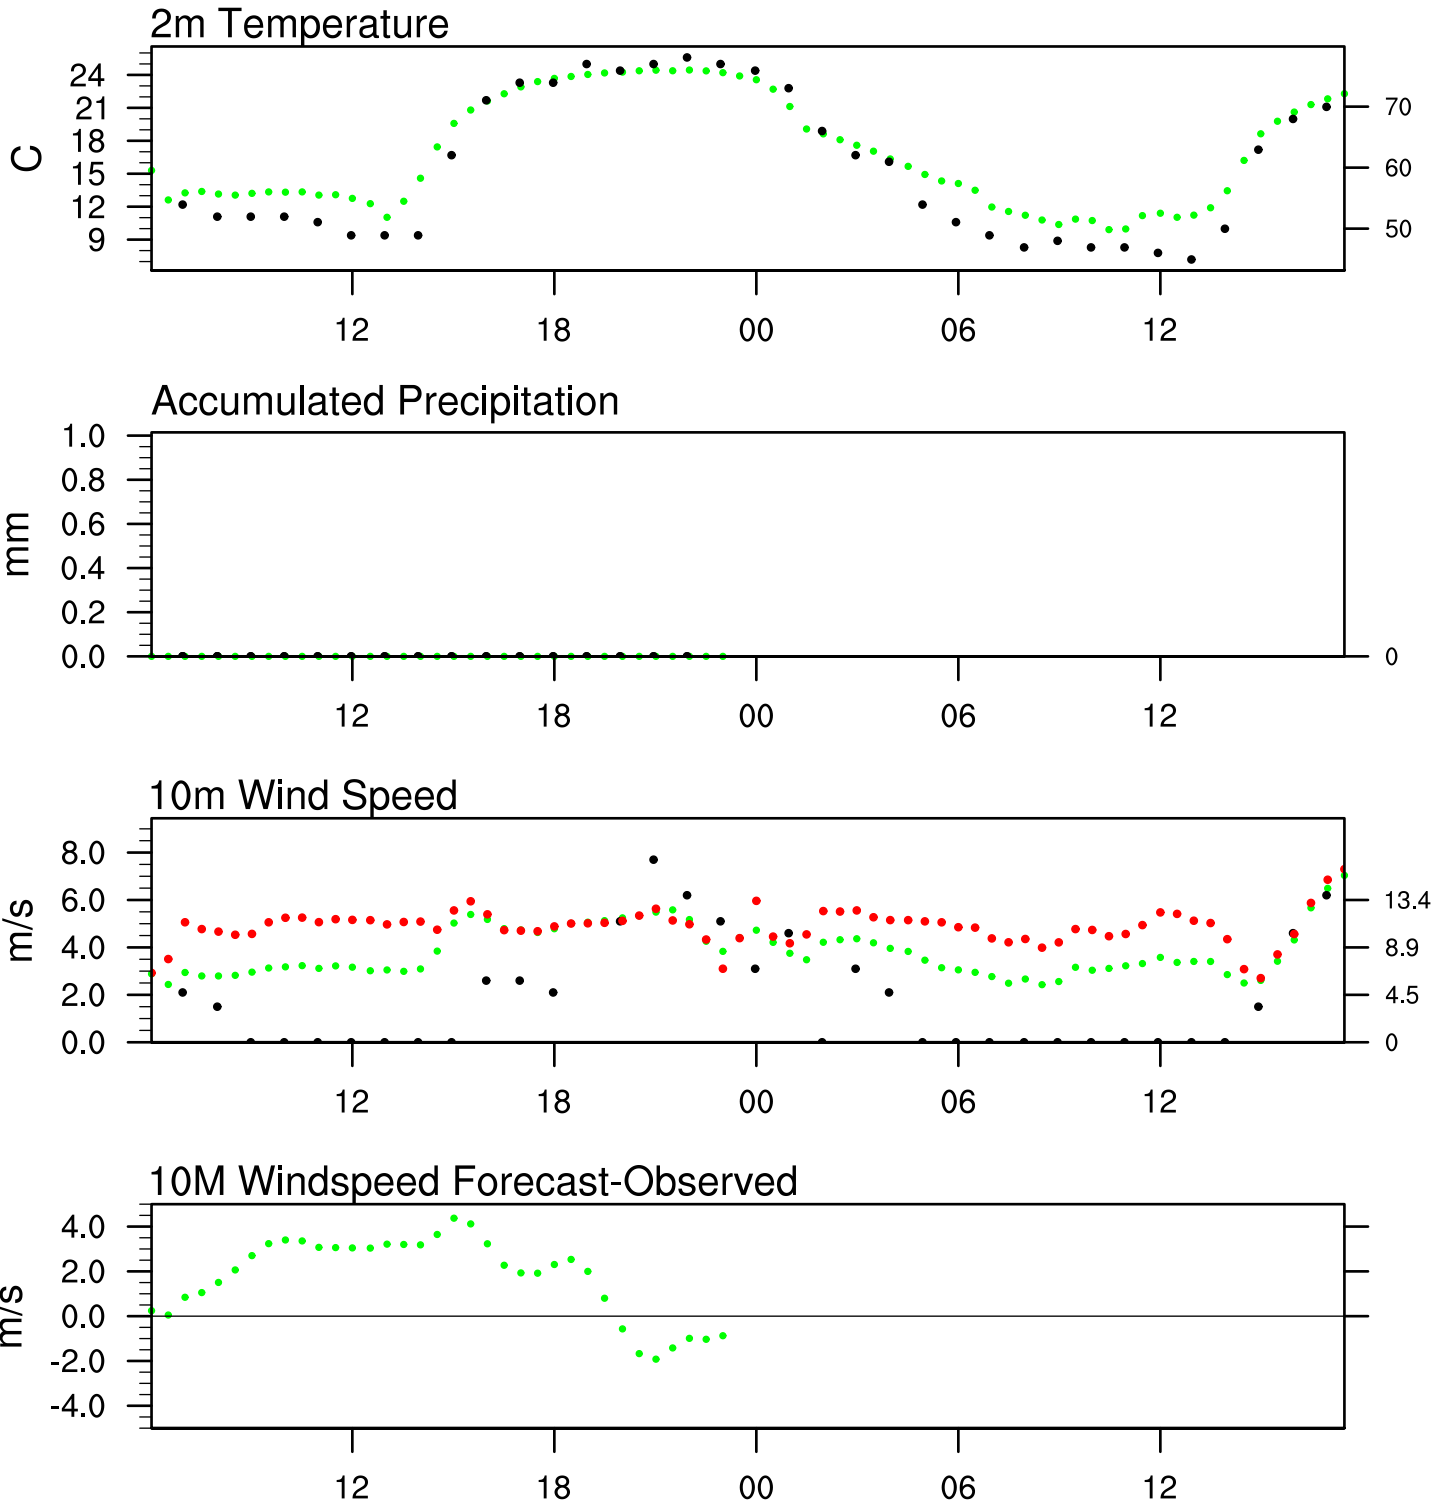 2m Temperature
24
21
18
15
12
9
C
70
60
50
12 18 00 06 12
Accumulated Precipitation
1.0
0.8
0.6
0.4
0.2
0.0
mm
0
12 18 00 06 12
10m Wind Speed
8.0
6.0
4.0
2.0
0.0
m/s
13.4
8.9
4.5
0
12 18 00 06 12
10M Windspeed Forecast-Observed
4.0
2.0
0.0
-2.0
-4.0
m/s
12 18 00 06 12